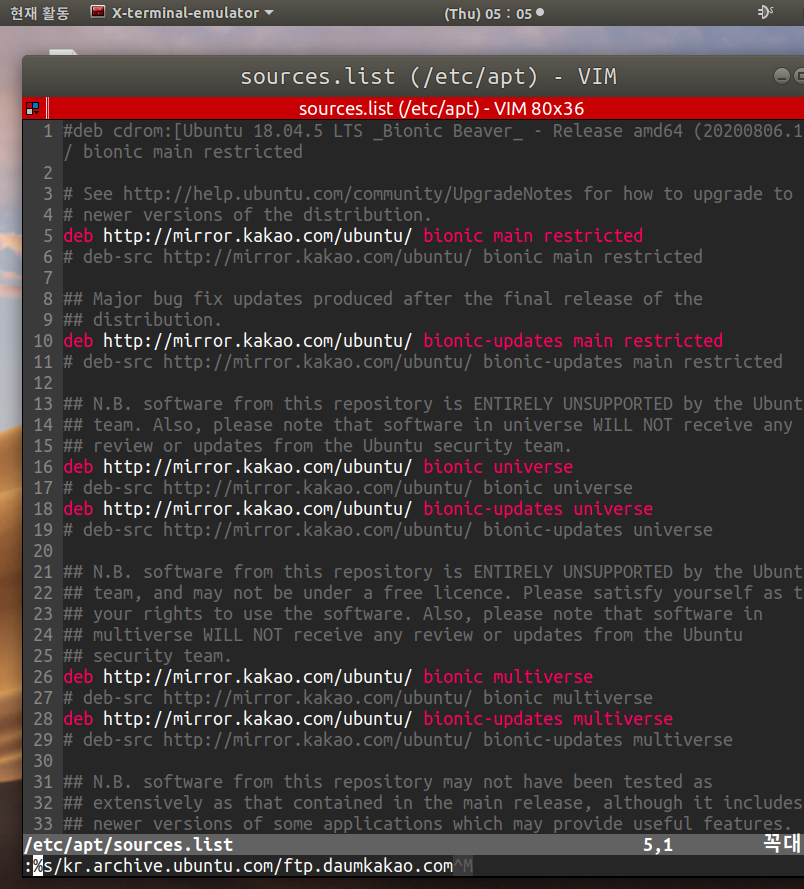 현재 활동 X-terminal-emulator (Thu) 05 : 05
sources.list (/etc/apt) - VIM
sources.list (/etc/apt) - VIM 80x36
1 #deb cdrom:[Ubuntu 18.04.5 LTS _Bionic Beaver_ - Release amd64 (20200806.1
/ bionic main restricted
2
3 # See http://help.ubuntu.com/community/UpgradeNotes for how to upgrade to
4 # newer versions of the distribution.
5 deb http://mirror.kakao.com/ubuntu/ bionic main restricted
6 # deb-src http://mirror.kakao.com/ubuntu/ bionic main restricted
7
8 ## Major bug fix updates produced after the final release of the
9 ## distribution.
10 deb http://mirror.kakao.com/ubuntu/ bionic-updates main restricted
11 # deb-src http://mirror.kakao.com/ubuntu/ bionic-updates main restricted
12
13 ## N.B. software from this repository is ENTIRELY UNSUPPORTED by the Ubunt
14 ## team. Also, please note that software in universe WILL NOT receive any
15 ## review or updates from the Ubuntu security team.
16 deb http://mirror.kakao.com/ubuntu/ bionic universe
17 # deb-src http://mirror.kakao.com/ubuntu/ bionic universe
18 deb http://mirror.kakao.com/ubuntu/ bionic-updates universe
19 # deb-src http://mirror.kakao.com/ubuntu/ bionic-updates universe
20
21 ## N.B. software from this repository is ENTIRELY UNSUPPORTED by the Ubunt
22 ## team, and may not be under a free licence. Please satisfy yourself as t
23 ## your rights to use the software. Also, please note that software in
24 ## multiverse WILL NOT receive any review or updates from the Ubuntu
25 ## security team.
26 deb http://mirror.kakao.com/ubuntu/ bionic multiverse
27 # deb-src http://mirror.kakao.com/ubuntu/ bionic multiverse
28 deb http://mirror.kakao.com/ubuntu/ bionic-updates multiverse
29 # deb-src http://mirror.kakao.com/ubuntu/ bionic-updates multiverse
30
31 ## N.B. software from this repository may not have been tested as
32 ## extensively as that contained in the main release, although it includes
33 ## newer versions of some applications which may provide useful features.
/etc/apt/sources.list 5,1 꼭대
:%s/kr.archive.ubuntu.com/ftp.daumkakao.com^M